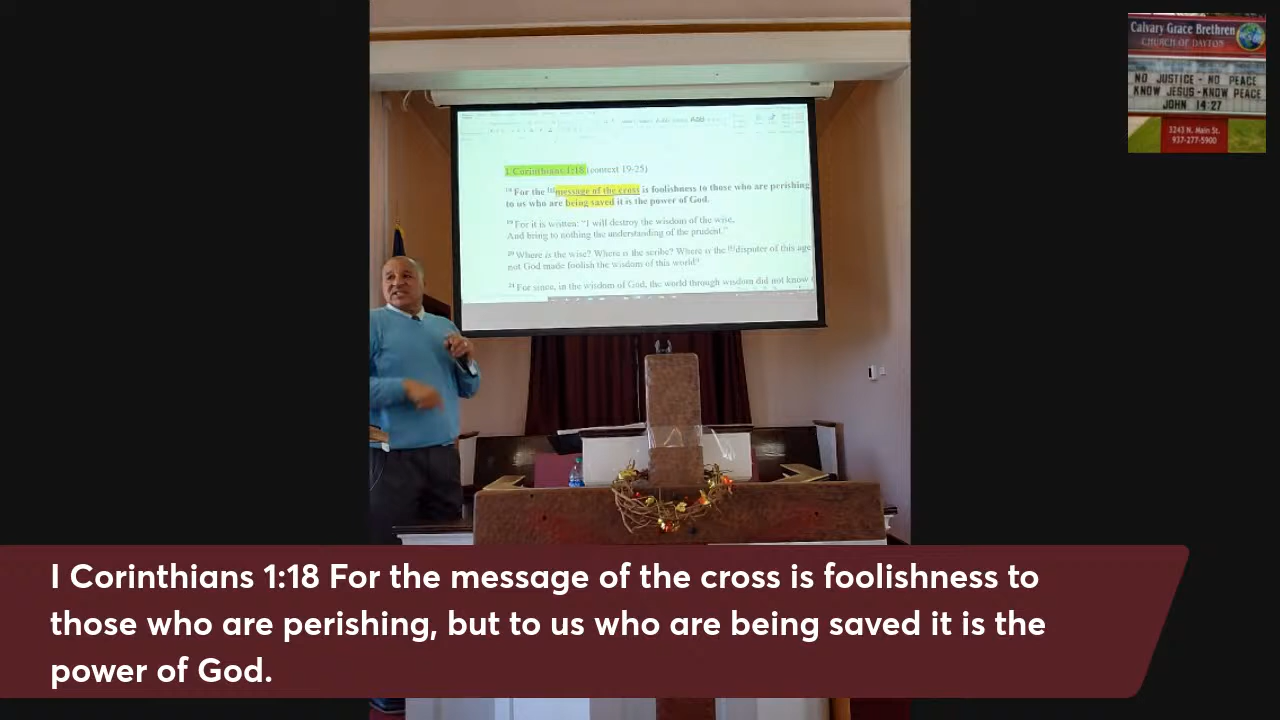 Calvary Grace Brethren
CHURCH OF DAYTON
NO JUSTICE - NO PEACE
KNOW JESUS - KNOW PEACE
JOHN 14:27
3243 N. Main St.
937-277-5900
1 Corinthians 1:18 (context 19-25)
18 For the [f]message of the cross is foolishness to those who are perishing
to us who are being saved it is the power of God.
19 For it is written: “I will destroy the wisdom of the wise,
And bring to nothing the understanding of the prudent.”
20 Where is the wise? Where is the scribe? Where is the disputer of this age
not God made foolish the wisdom of this world?
21 For since, in the wisdom of God, the world through wisdom did not know
I Corinthians 1:18 For the message of the cross is foolishness to
those who are perishing, but to us who are being saved it is the
power of God.